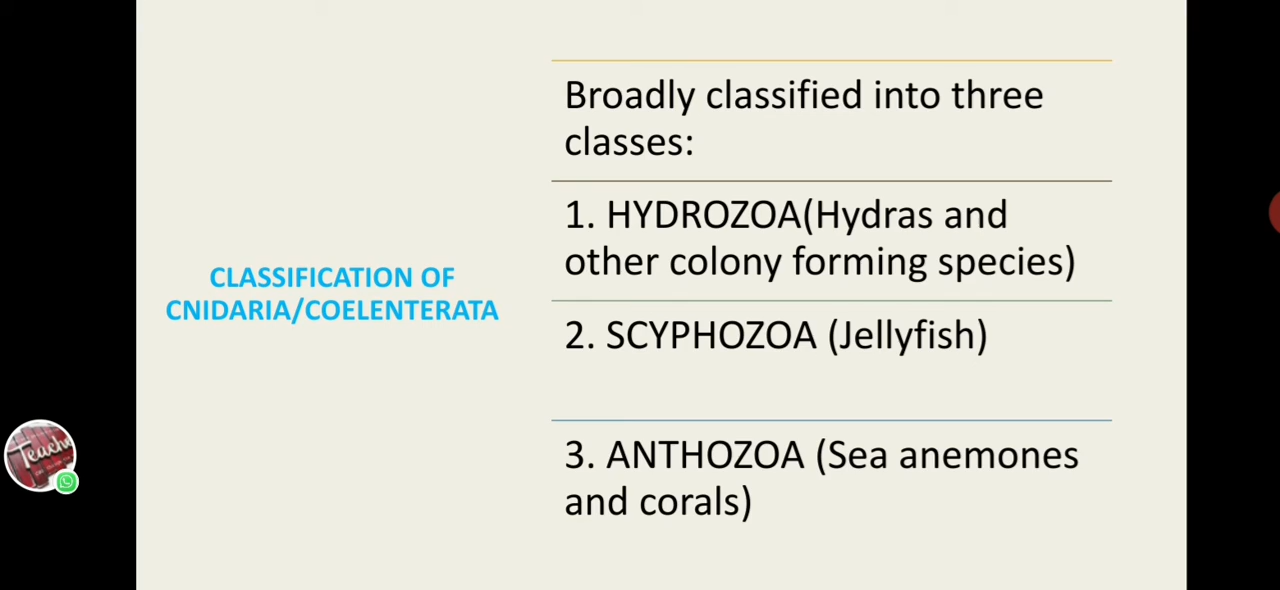 Broadly classified into three
classes:
1. HYDROZOA(Hydras and
other colony forming species)
CLASSIFICATION OF
CNIDARIA/COELENTERATA
2. SCYPHOZOA (Jellyfish)
3. ANTHOZOA (Sea anemones
and corals)